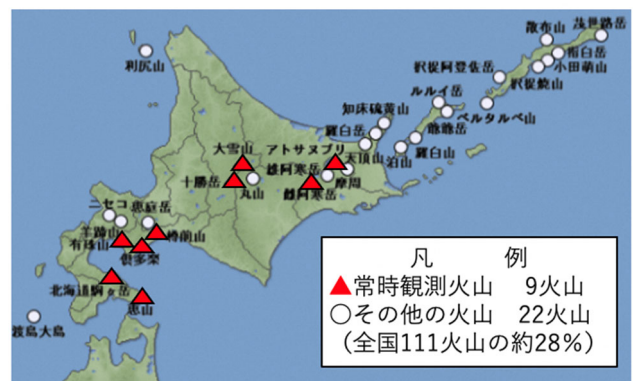 茂世路岳
散布山
指臼岳
小田萌山
択捉焼山
択捉阿登佐岳
ベルタルベ山
ルルイ岳
爺爺岳
羅臼山
泊山
知床硫黄山
羅臼岳
天頂山
利尻山
大雪山
アトサヌプリ
雄阿寒岳
摩周
十勝岳
丸山
雌阿寒岳
ニセコ
恵庭岳
羊蹄山
有珠山
樽前山
倶多楽
北海道駒ヶ岳
恵山
渡島大島
凡 例
▲常時観測火山 9火山
○その他の火山 22火山
（全国111火山の約28%）